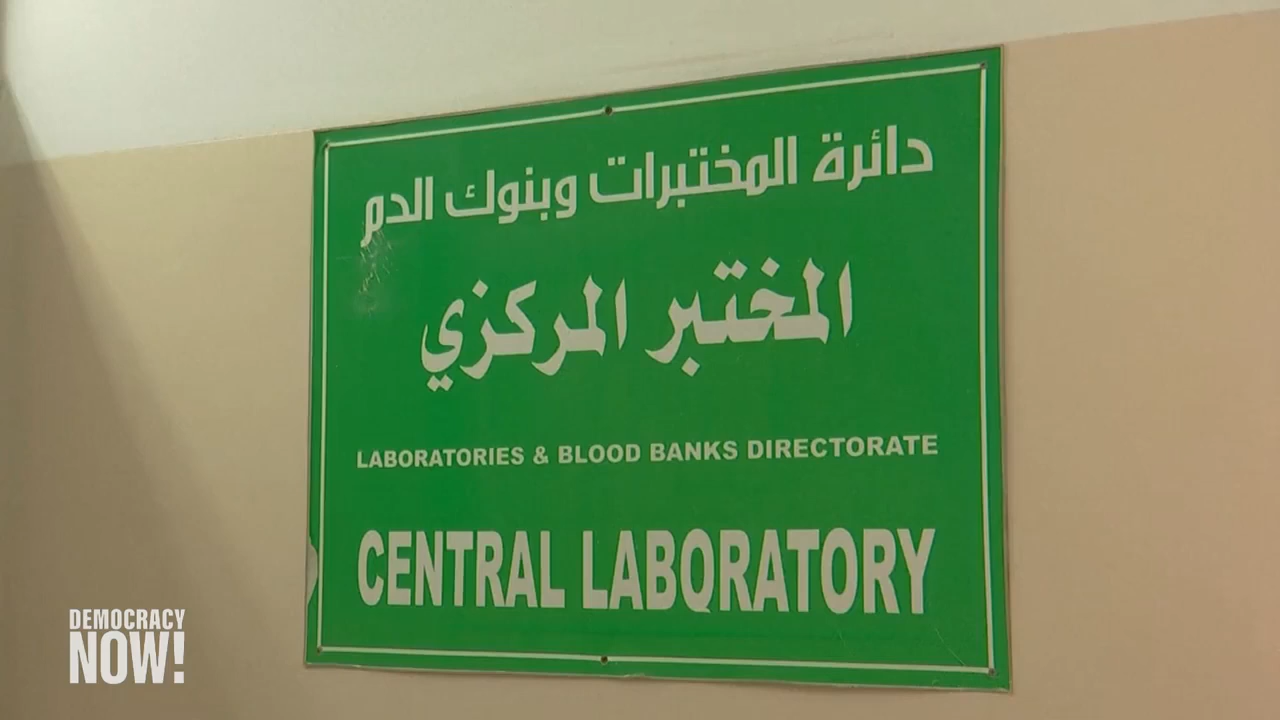 دائرة المختبرات وبنوك الدم
المختبر المركزي
LABORATORIES & BLOOD BANKS DIRECTORATE
CENTRAL LABORATORY
DEMOCRACY
NOW!